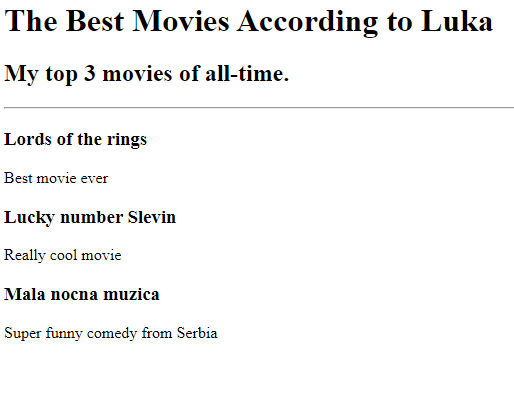 The Best Movies According to Luka
My top 3 movies of all-time.
Lords of the rings
Best movie ever
Lucky number Slevin
Really cool movie
Mala nocna muzica
Super funny comedy from Serbia